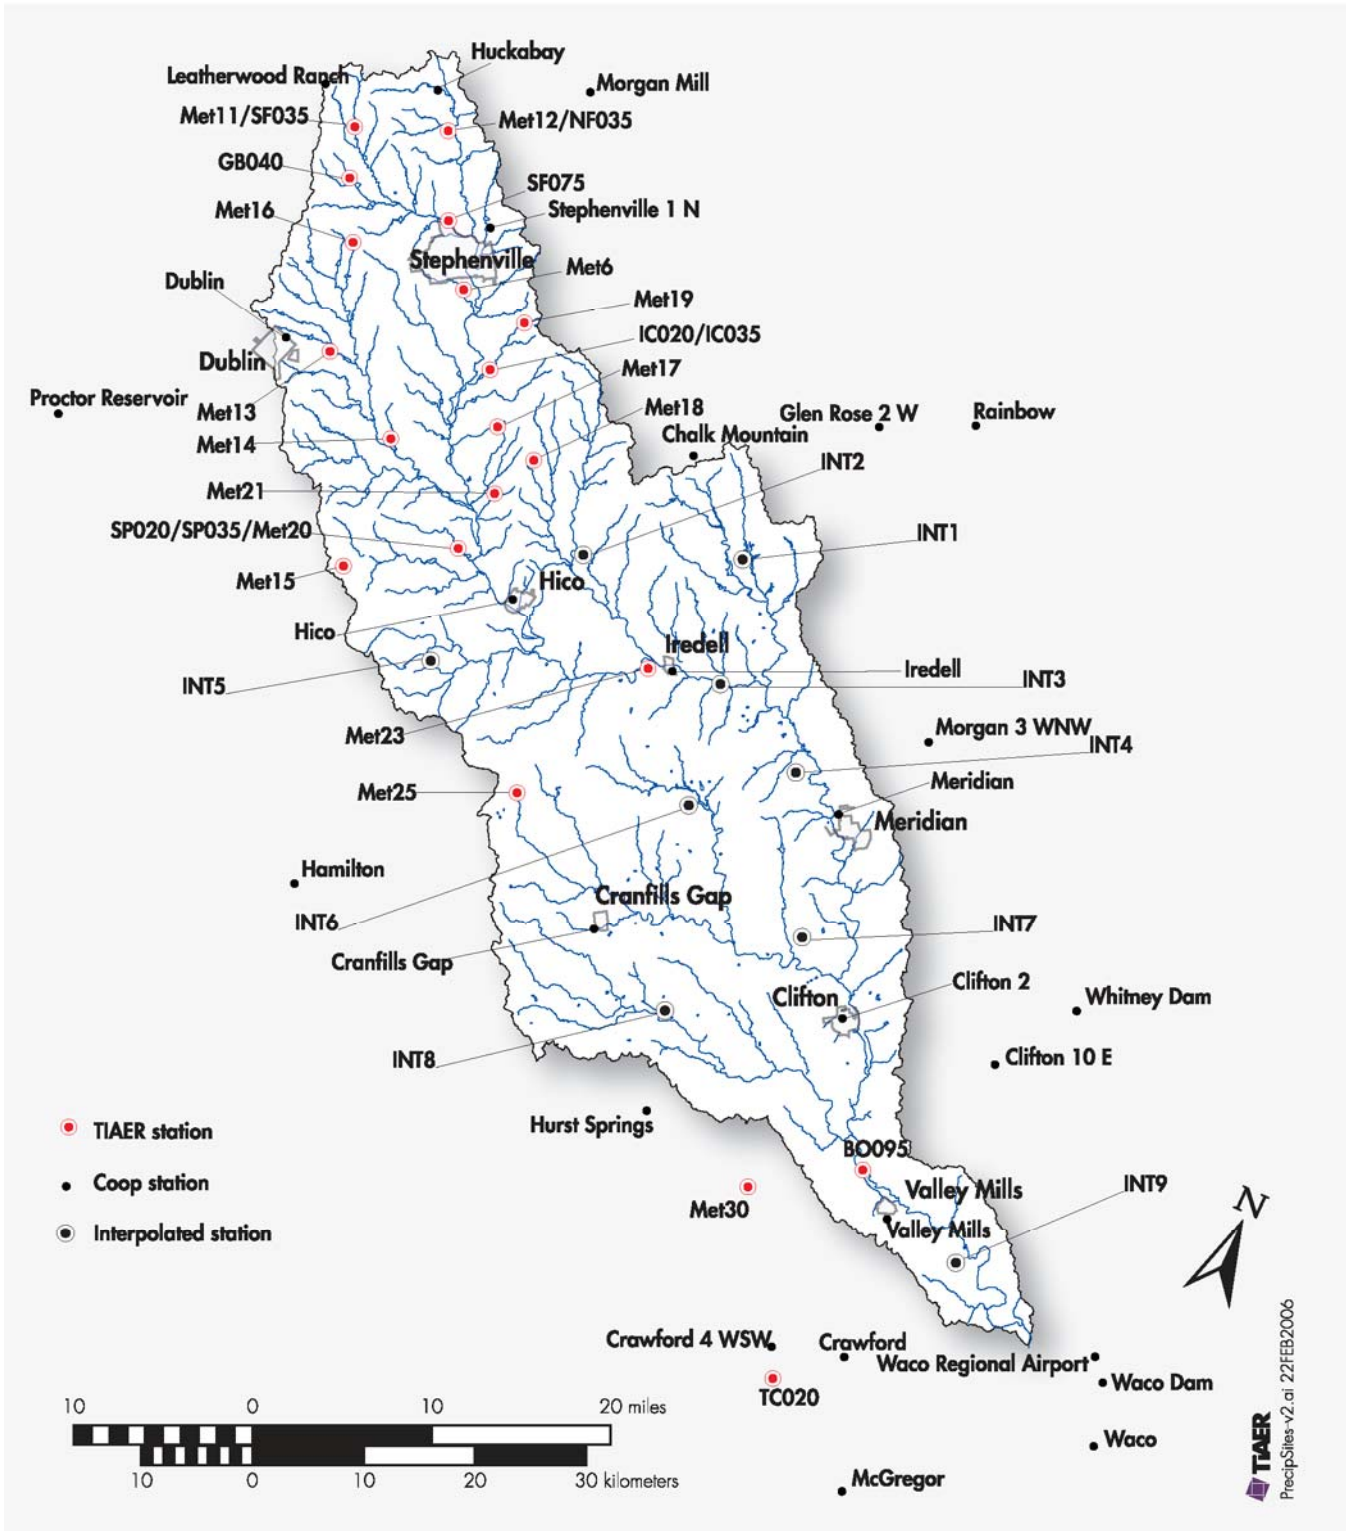 Huckabay
Leatherwood Ranch
Morgan Mill
Met11/SF035
Met12/NF035
GB040
SF075
Met16
Stephenville 1 N
Stephenville
Met6
Dublin
Met19
IC020/IC035
Dublin
Met17
Proctor Reservoir
Met13
Met18
Glen Rose 2 W
Rainbow
Met14
Chalk Mountain
INT2
Met21
SP020/SP035/Met20
INT1
Met15
Hico
Hico
Iredell
Iredell
INT5
INT3
Met23
Morgan 3 WNW
INT4
Met25
Meridian
Meridian
Hamilton
Cranfills Gap
INT6
INT7
Cranfills Gap
Clifton
Clifton 2
Whitney Dam
INT8
Clifton 10 E
Hurst Springs
TIAER station
BO095
Coop station
Valley Mills
INT9
Met30
Valley Mills
Interpolated station
N
Crawford 4 WSW
Crawford
Waco Regional Airport
Waco Dam
TC020
10 0 10 20 miles
Waco
10 0 10 20 30 kilometers
McGregor
TIAER
PrecipSites-v2.ai 22FEB2006